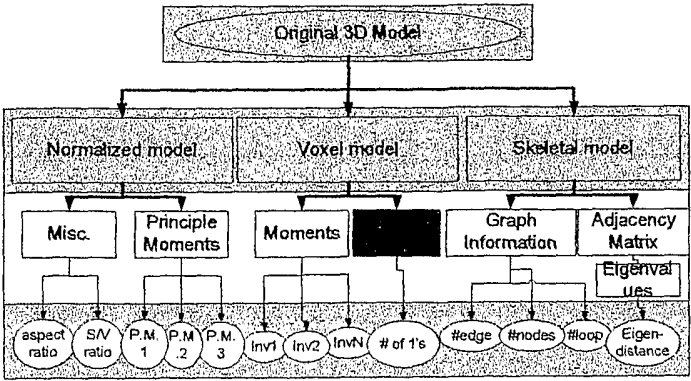 Original 3D Model
Normalized model
Voxel model
Skeletal model
Misc.
Principle
Moments
Moments
Graph
Information
Adjacency
Matrix
Eigenval
ues
aspect
ratio
S/V
ratio
P.M.
1
P.M
.2
P.M.
3
Inv1
Inv2
InvN
# of 1's
#edge
#nodes
#loop
Eigen-
distance